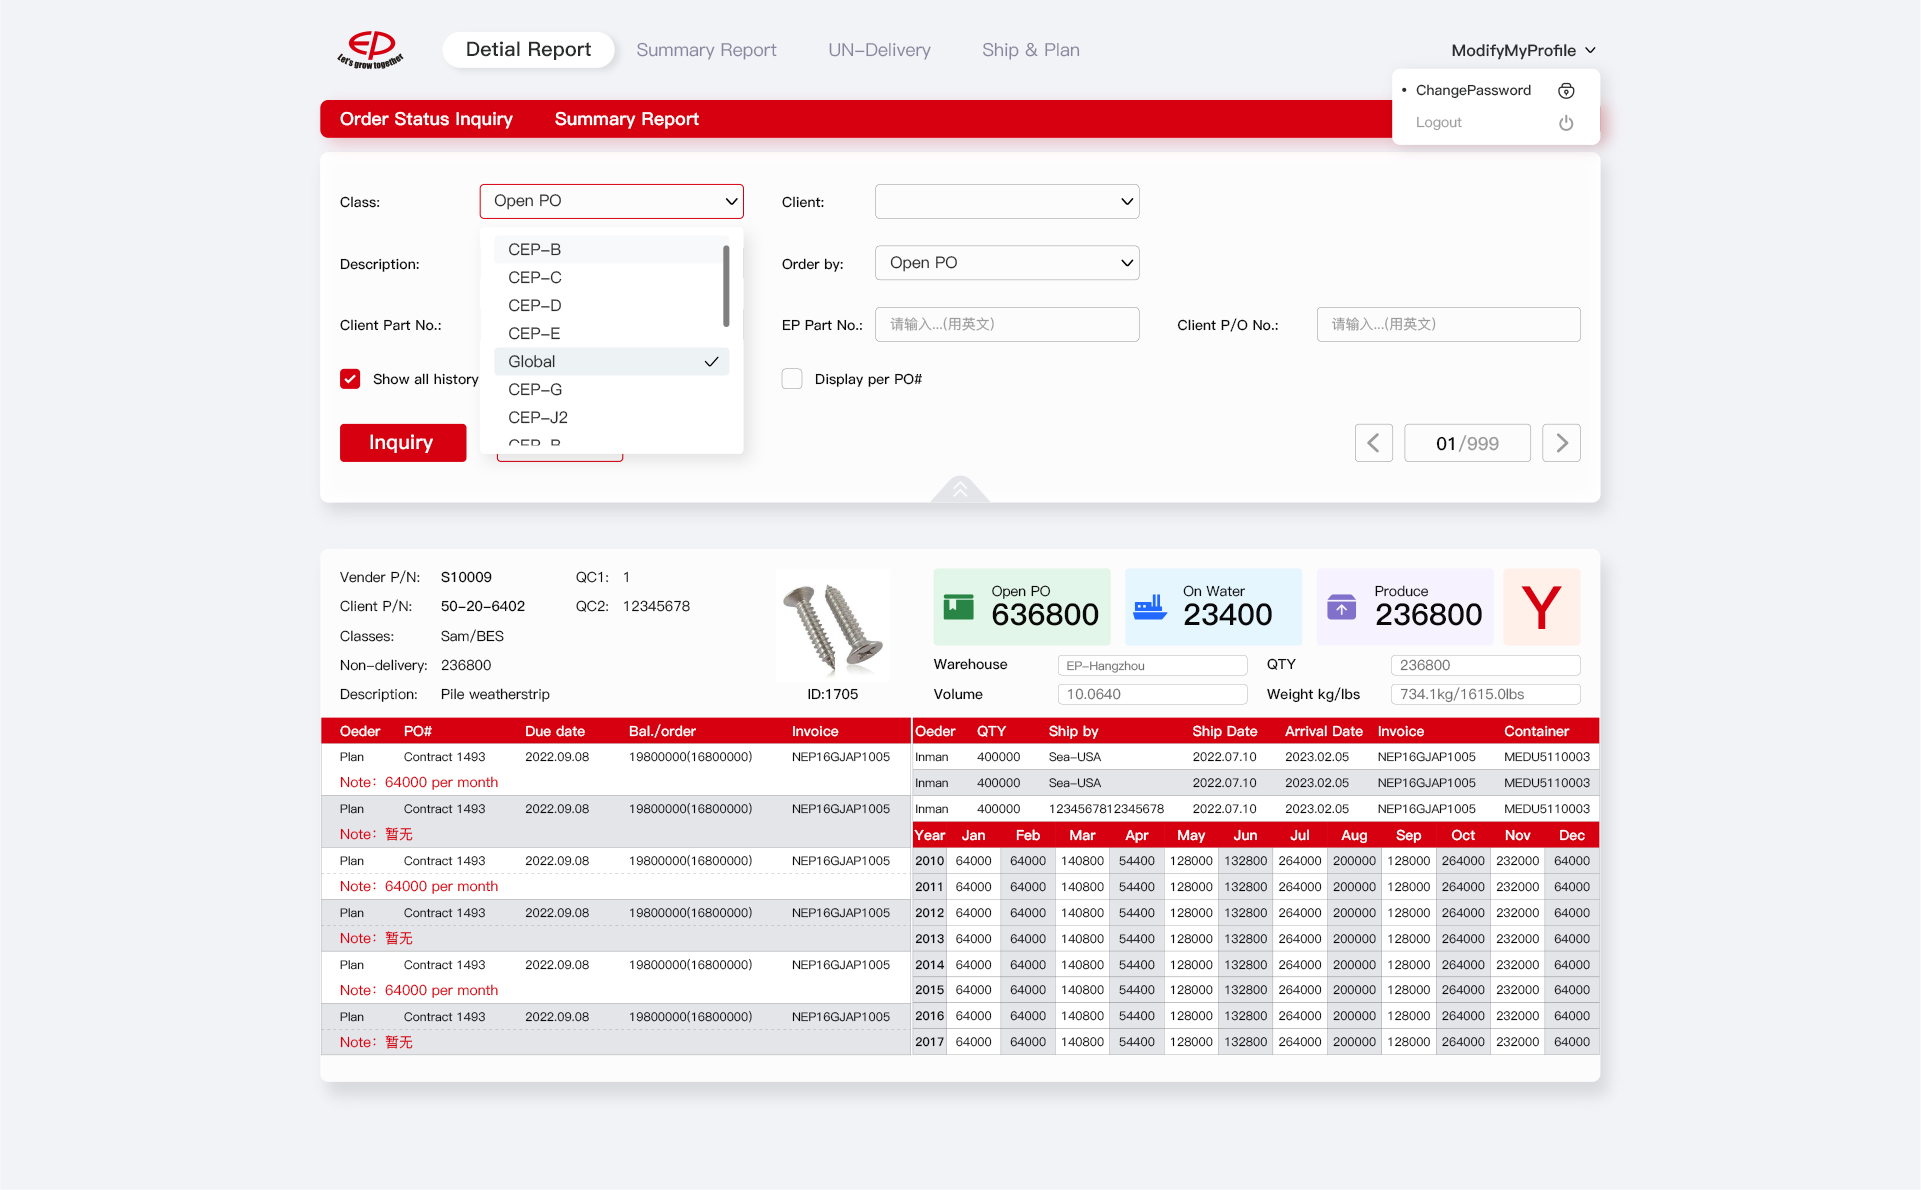 EP
Let's grow together
Detial Report Summary Report UN-Delivery Ship & Plan ModifyMyProfile
ChangePassword
Logout
Order Status Inquiry Summary Report
Class: Open PO Client:
CEP-B
CEP-C
CEP-D
CEP-E
Global
CEP-G
CEP-J2
Description: Order by: Open PO
Client Part No.: EP Part No.: 请输入...(用英文) Client P/O No.: 请输入...(用英文)
Show all history Display per PO#
Inquiry 01/999
Vender P/N: S10009 QC1: 1
Client P/N: 50-20-6402 QC2: 12345678
Classes: Sam/BES
Non-delivery: 236800
Description: Pile weatherstrip
ID:1705
Open PO 636800
On Water 23400
Produce 236800
Y
Warehouse EP-Hangzhou QTY 236800
Volume 10.0640 Weight kg/lbs 734.1kg/1615.0lbs
Oeder PO# Due date Bal./order Invoice
Plan Contract 1493 2022.09.08 19800000(16800000) NEP16GJAP1005
Note：64000 per month
Plan Contract 1493 2022.09.08 19800000(16800000) NEP16GJAP1005
Note：暂无
Plan Contract 1493 2022.09.08 19800000(16800000) NEP16GJAP1005
Note：64000 per month
Plan Contract 1493 2022.09.08 19800000(16800000) NEP16GJAP1005
Note：暂无
Plan Contract 1493 2022.09.08 19800000(16800000) NEP16GJAP1005
Note：64000 per month
Plan Contract 1493 2022.09.08 19800000(16800000) NEP16GJAP1005
Note：暂无
Oeder QTY Ship by Ship Date Arrival Date Invoice Container
Inman 400000 Sea-USA 2022.07.10 2023.02.05 NEP16GJAP1005 MEDU5110003
Inman 400000 Sea-USA 2022.07.10 2023.02.05 NEP16GJAP1005 MEDU5110003
Inman 400000 1234567812345678 2022.07.10 2023.02.05 NEP16GJAP1005 MEDU5110003
Year Jan Feb Mar Apr May Jun Jul Aug Sep Oct Nov Dec
2010 64000 64000 140800 54400 128000 132800 264000 200000 128000 264000 232000 64000
2011 64000 64000 140800 54400 128000 132800 264000 200000 128000 264000 232000 64000
2012 64000 64000 140800 54400 128000 132800 264000 200000 128000 264000 232000 64000
2013 64000 64000 140800 54400 128000 132800 264000 200000 128000 264000 232000 64000
2014 64000 64000 140800 54400 128000 132800 264000 200000 128000 264000 232000 64000
2015 64000 64000 140800 54400 128000 132800 264000 200000 128000 264000 232000 64000
2016 64000 64000 140800 54400 128000 132800 264000 200000 128000 264000 232000 64000
2017 64000 64000 140800 54400 128000 132800 264000 200000 128000 264000 232000 64000